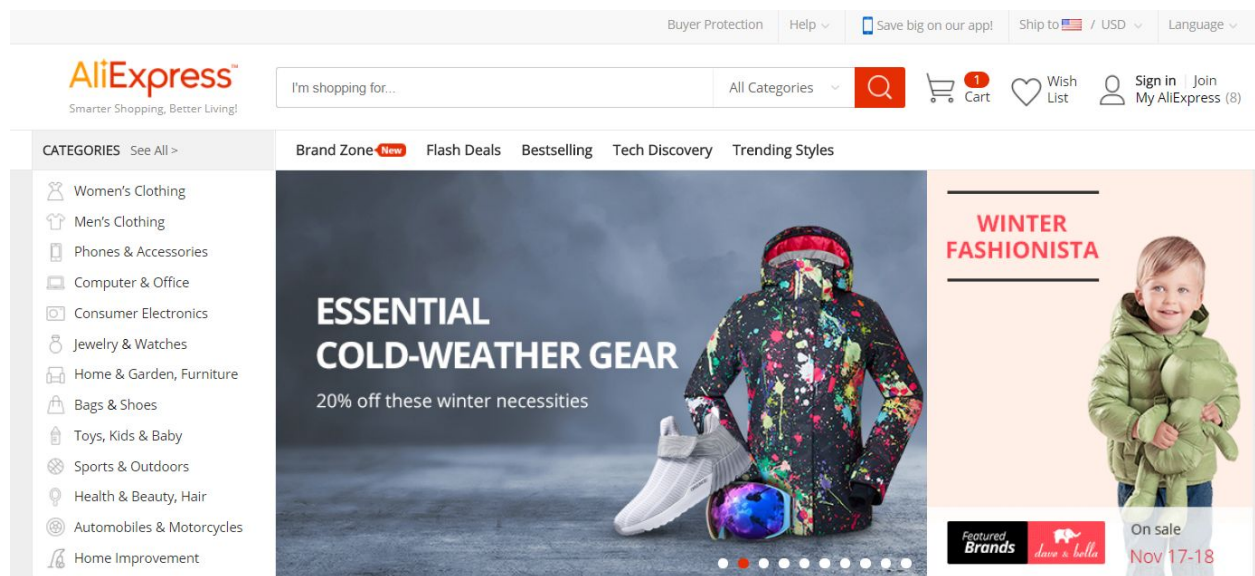 Buyer Protection
Help
Save big on our app!
Ship to / USD
Language
AliExpress™
Smarter Shopping, Better Living!
I'm shopping for...
All Categories
1
Cart
Wish
List
Sign in | Join
My AliExpress (8)
CATEGORIES See All >
Brand Zone New
Flash Deals
Bestselling
Tech Discovery
Trending Styles
Women's Clothing
Men's Clothing
Phones & Accessories
Computer & Office
Consumer Electronics
Jewelry & Watches
Home & Garden, Furniture
Bags & Shoes
Toys, Kids & Baby
Sports & Outdoors
Health & Beauty, Hair
Automobiles & Motorcycles
Home Improvement
ESSENTIAL
COLD-WEATHER GEAR
20% off these winter necessities
WINTER
FASHIONISTA
Featured
Brands
dave & bella
On sale
Nov 17-18